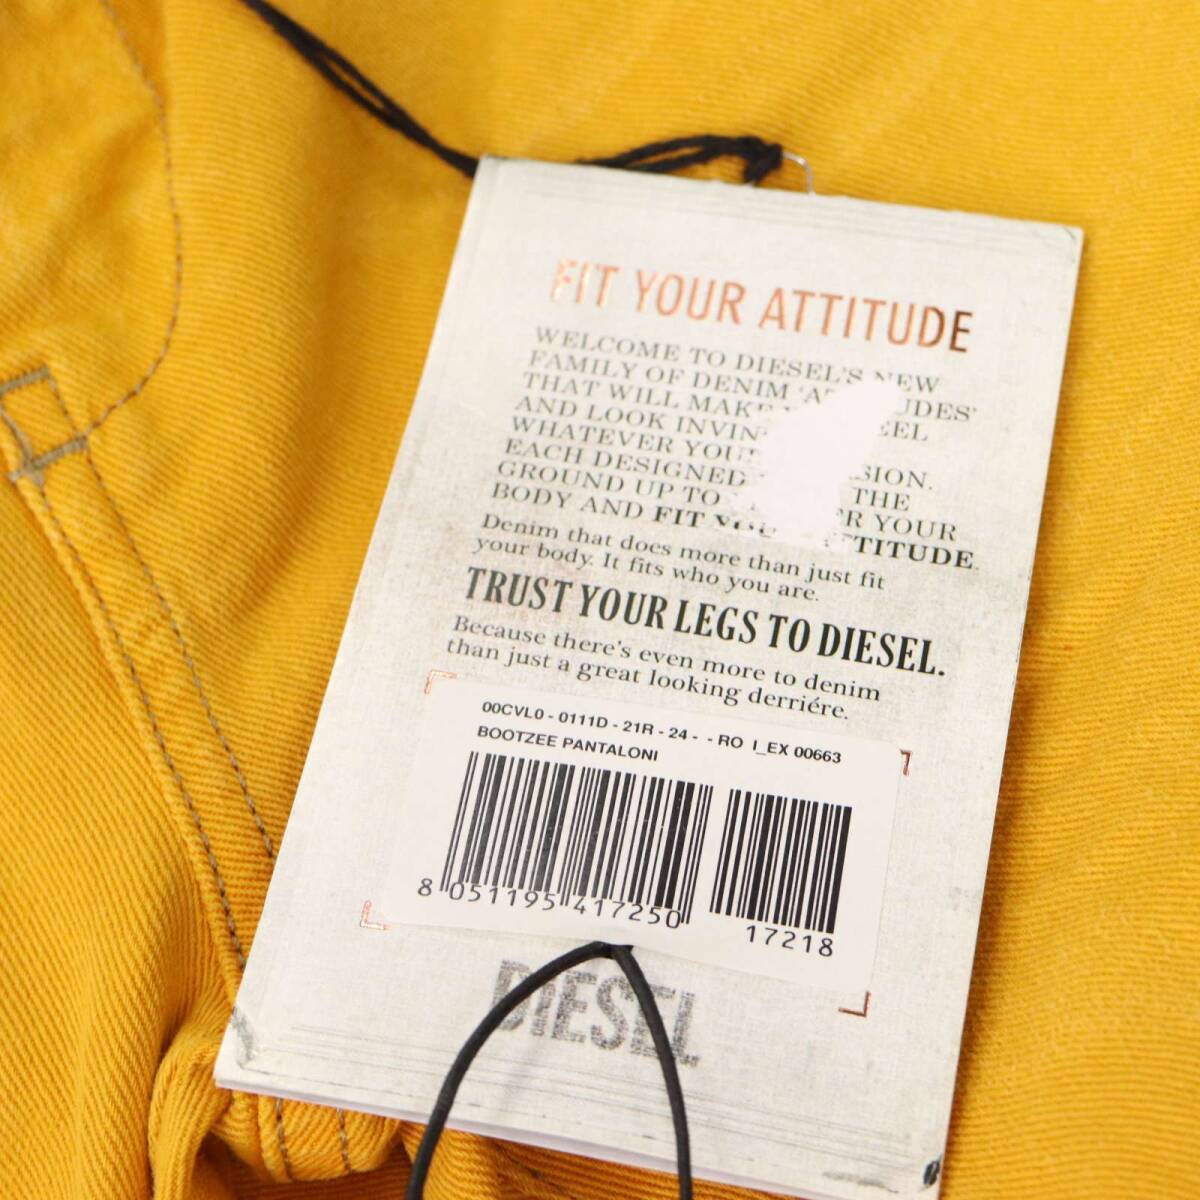 FIT YOUR ATTITUDE
WELCOME TO DIESEL'S NEW
FAMILY OF DENIM
THAT WILL MAKE
AND LOOK
WHATEVER
EACH DESIGNED THE
GROUND UP TO YOUR
BODY AND FIT
Denim that does more than just fit
your body. It fits who you are.
TRUST YOUR LEGS TO DIESEL.
Because there's even more to denim
than just a great looking derriére.
00CVL0 - 0111D - 21R - 24 - - RO I_EX 00663
BOOTZEE PANTALONI
8 051195 417250 17218
DIESEL